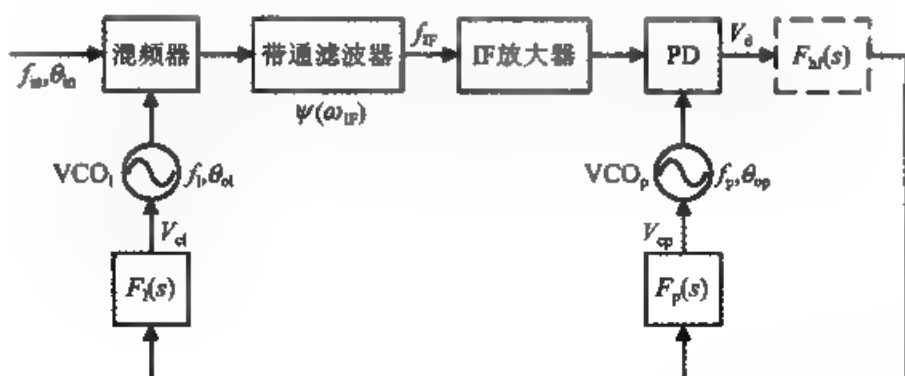 混频器
带通滤波器
f_IF
IF放大器
PD
V_d
F_hf(s)
f_in,θ_in
ψ(ω_IF)
VCO_l
f_l,θ_ol
VCO_p
f_p,θ_op
V_cl
V_cp
F_l(s)
F_p(s)